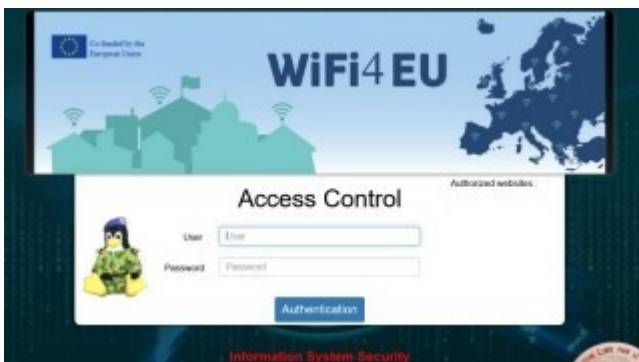 Co-funded by the
European Union
WiFi4EU
Access Control
Authorized websites :
User
User
Password
Password
Authentication
Information System Security